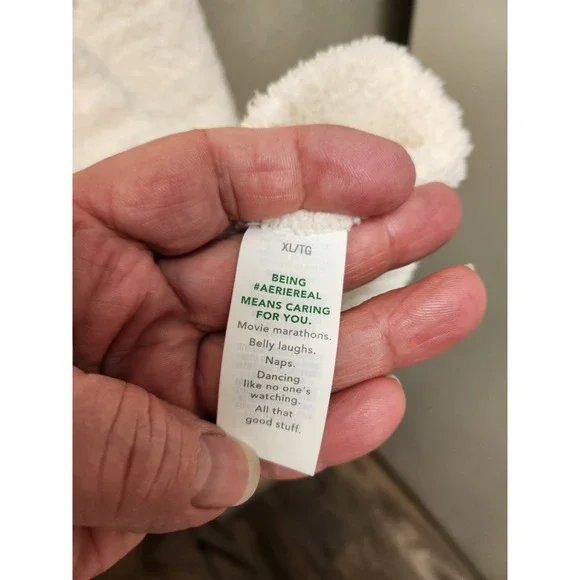 XL/TG
BEING
#AERIEREAL
MEANS CARING
FOR YOU.
Movie marathons.
Belly laughs.
Naps.
Dancing
like no one's
watching.
All that
good stuff.